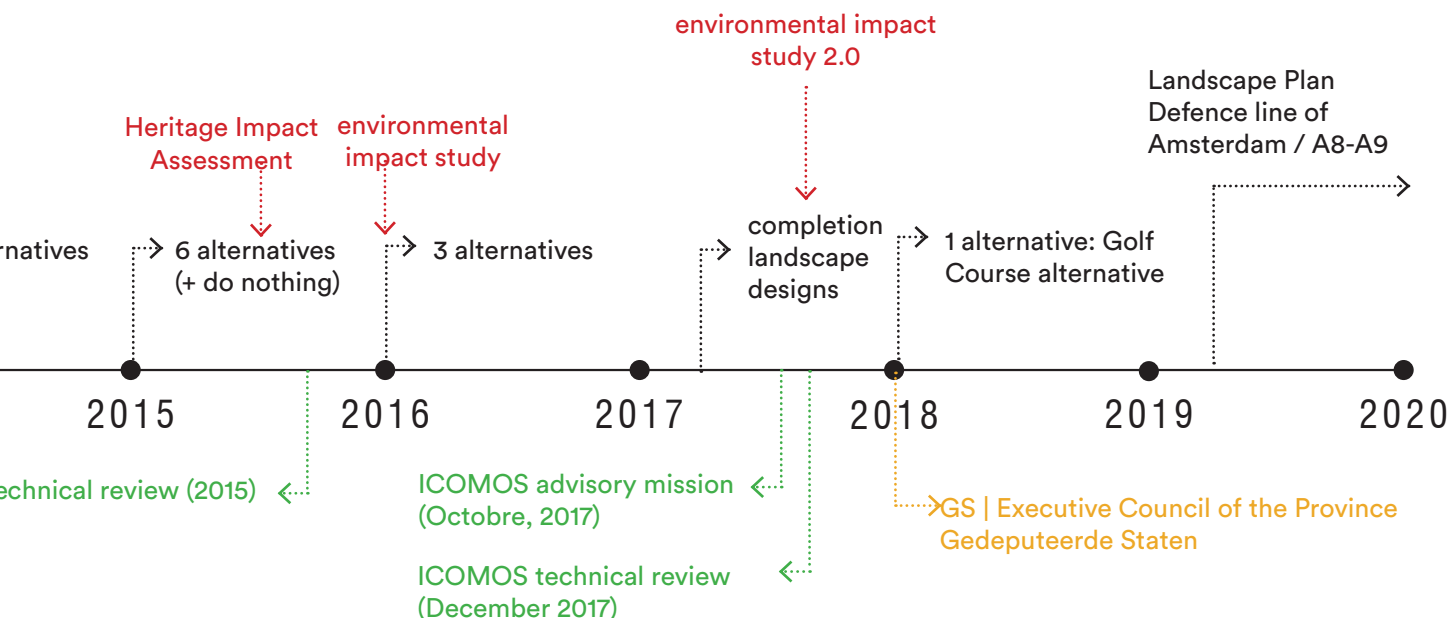 environmental impact
study 2.0
Landscape Plan
Defence line of
Amsterdam / A8-A9
Heritage Impact
Assessment
environmental
impact study
rnatives
6 alternatives
(+ do nothing)
3 alternatives
completion
landscape
designs
1 alternative: Golf
Course alternative
2015
2016
2017
2018
2019
2020
echnical review (2015)
ICOMOS advisory mission
(Octobre, 2017)
GS | Executive Council of the Province
Gedeputeerde Staten
ICOMOS technical review
(December 2017)